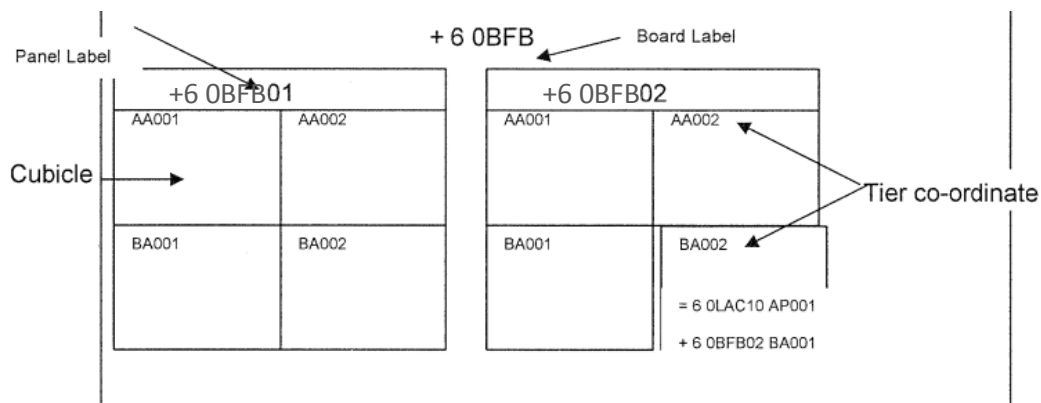 + 6 0BFB
Board Label
Panel Label
+6 0BFB01
+6 0BFB02
AA001
AA002
AA001
AA002
Cubicle
Tier co-ordinate
BA001
BA002
BA001
BA002
= 6 0LAC10 AP001
+ 6 0BFB02 BA001